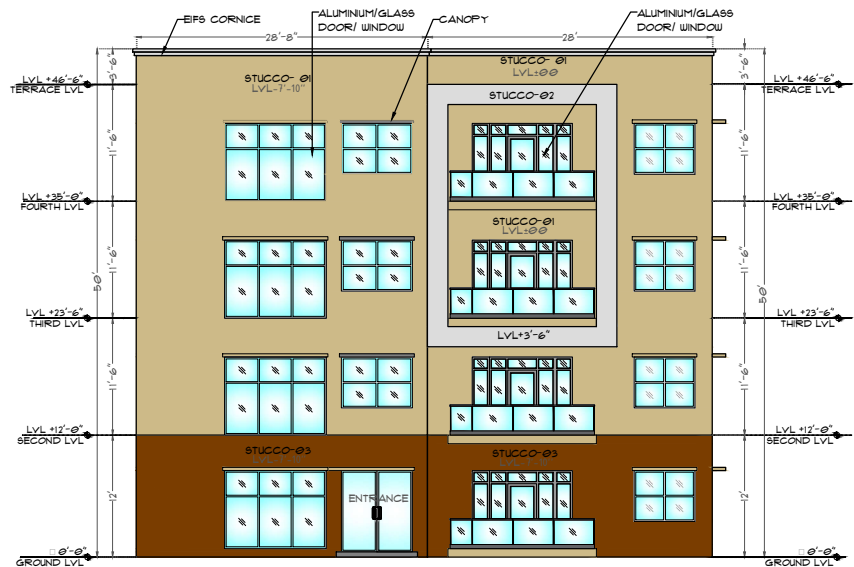 EIFS CORNICE
ALUMINIUM/GLASS
DOOR/ WINDOW
CANOPY
ALUMINIUM/GLASS
DOOR/ WINDOW
28'-8"
28'
3'-6"
3'-6"
STUCCO- 01
LVL±00
STUCCO- 01
LVL-7'-10"
LVL +46'-6"
TERRACE LVL
LVL +46'-6"
TERRACE LVL
STUCCO-02
11'-6"
11'-6"
LVL +35'-0"
FOURTH LVL
LVL +35'-0"
FOURTH LVL
STUCCO-01
LVL±00
50'
11'-6"
11'-6"
50'
LVL +23'-6"
THIRD LVL
LVL +23'-6"
THIRD LVL
LVL+3'-6"
11'-6"
11'-6"
LVL +12'-0"
SECOND LVL
LVL +12'-0"
SECOND LVL
STUCCO-03
STUCCO-03
12'
ENTRANCE
12'
0'-0"
GROUND LVL
0'-0"
GROUND LVL